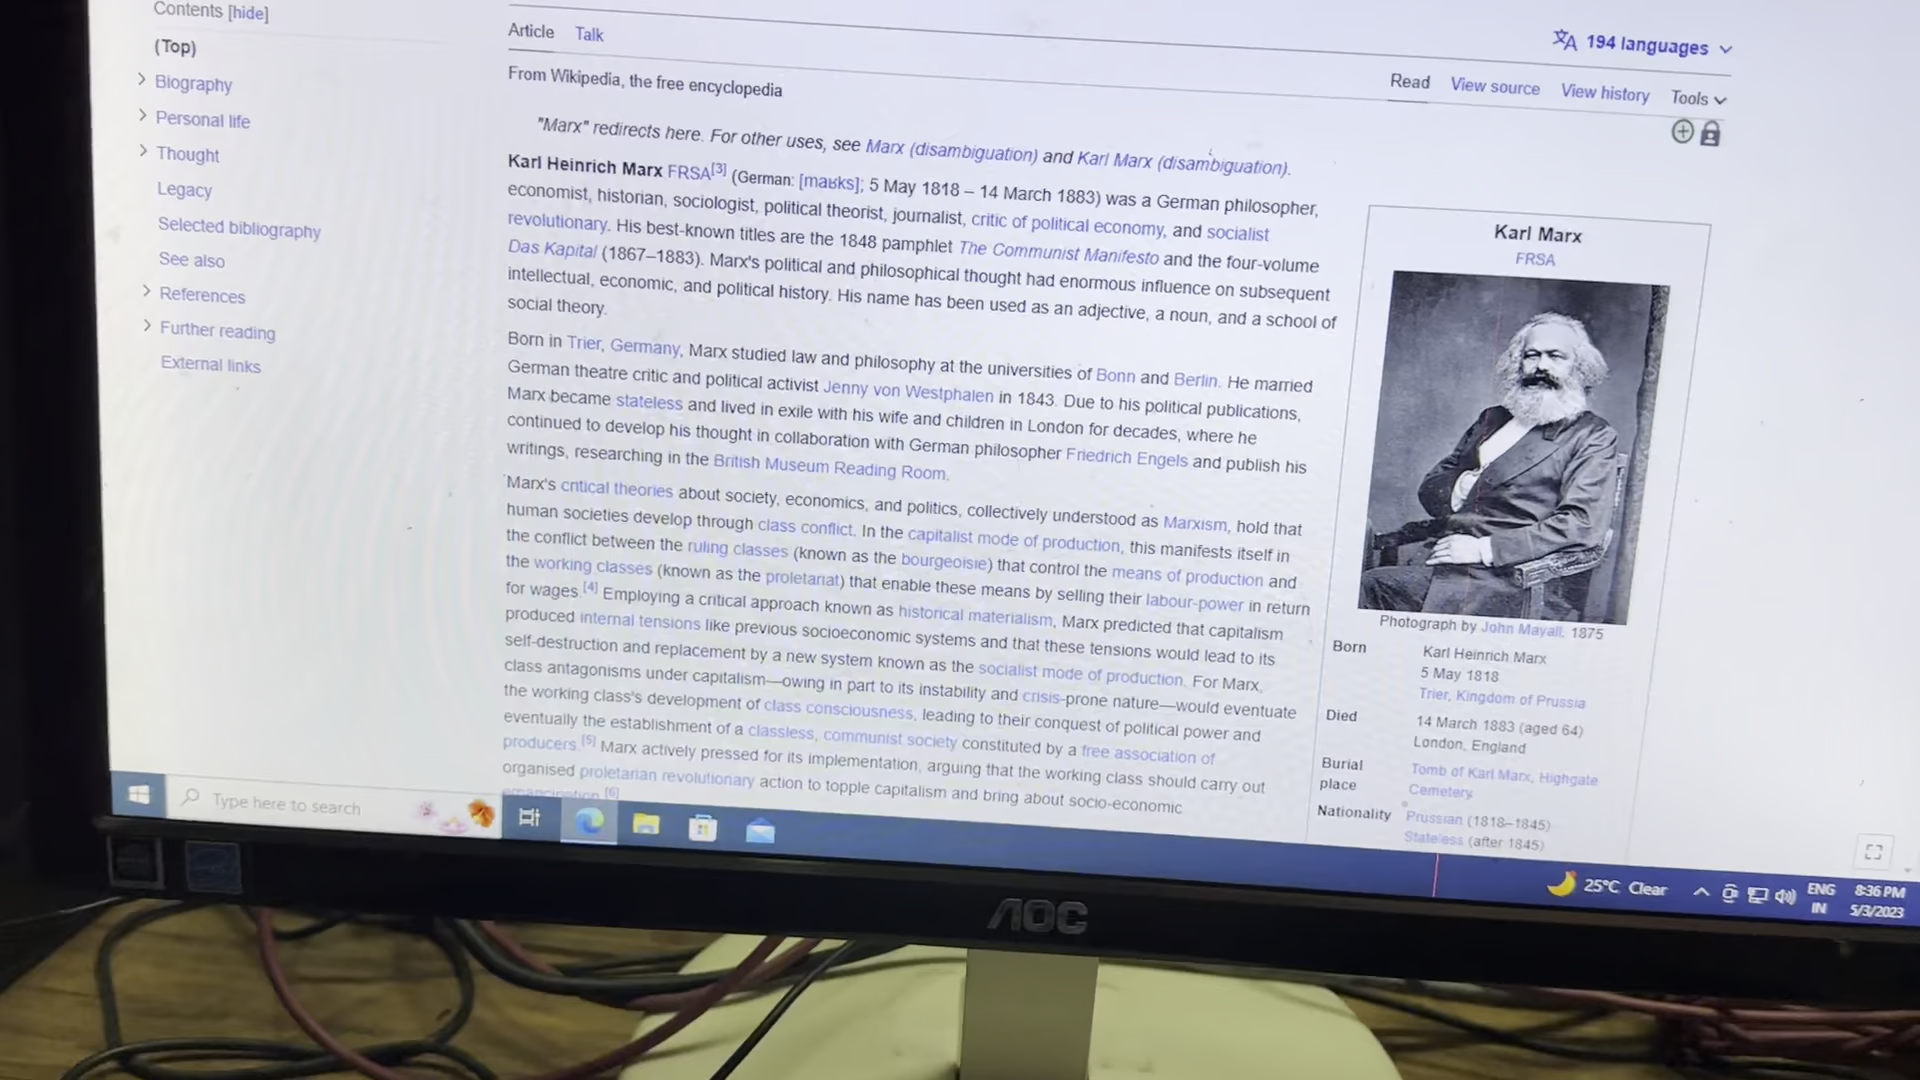 Contents [hide]
(Top)
Biography
Personal life
Thought
Legacy
Selected bibliography
See also
References
Further reading
External links
Article Talk
194 languages
From Wikipedia, the free encyclopedia
Read View source View history Tools
"Marx" redirects here. For other uses, see Marx (disambiguation) and Karl Marx (disambiguation).
Karl Heinrich Marx FRSA[3] (German: [maʁks]; 5 May 1818 – 14 March 1883) was a German philosopher,
economist, historian, sociologist, political theorist, journalist, critic of political economy, and socialist
revolutionary. His best-known titles are the 1848 pamphlet The Communist Manifesto and the four-volume
Das Kapital (1867–1883). Marx's political and philosophical thought had enormous influence on subsequent
intellectual, economic, and political history. His name has been used as an adjective, a noun, and a school of
social theory.
Born in Trier, Germany, Marx studied law and philosophy at the universities of Bonn and Berlin. He married
German theatre critic and political activist Jenny von Westphalen in 1843. Due to his political publications,
Marx became stateless and lived in exile with his wife and children in London for decades, where he
continued to develop his thought in collaboration with German philosopher Friedrich Engels and publish his
writings, researching in the British Museum Reading Room.
Marx's critical theories about society, economics, and politics, collectively understood as Marxism, hold that
human societies develop through class conflict. In the capitalist mode of production, this manifests itself in
the conflict between the ruling classes (known as the bourgeoisie) that control the means of production and
the working classes (known as the proletariat) that enable these means by selling their labour-power in return
for wages.[4] Employing a critical approach known as historical materialism, Marx predicted that capitalism
produced internal tensions like previous socioeconomic systems and that these tensions would lead to its
self-destruction and replacement by a new system known as the socialist mode of production. For Marx,
class antagonisms under capitalism—owing in part to its instability and crisis-prone nature—would eventuate
the working class's development of class consciousness, leading to their conquest of political power and
eventually the establishment of a classless, communist society constituted by a free association of
producers.[5] Marx actively pressed for its implementation, arguing that the working class should carry out
organised proletarian revolutionary action to topple capitalism and bring about socio-economic
emancipation.[6]
Karl Marx
FRSA
Photograph by John Mayall, 1875
Born Karl Heinrich Marx
5 May 1818
Trier, Kingdom of Prussia
Died 14 March 1883 (aged 64)
London, England
Burial place Tomb of Karl Marx, Highgate
Cemetery
Nationality Prussian (1818–1845)
Stateless (after 1845)
Type here to search
25°C Clear
ENG
IN
8:36 PM
5/3/2023
AOC